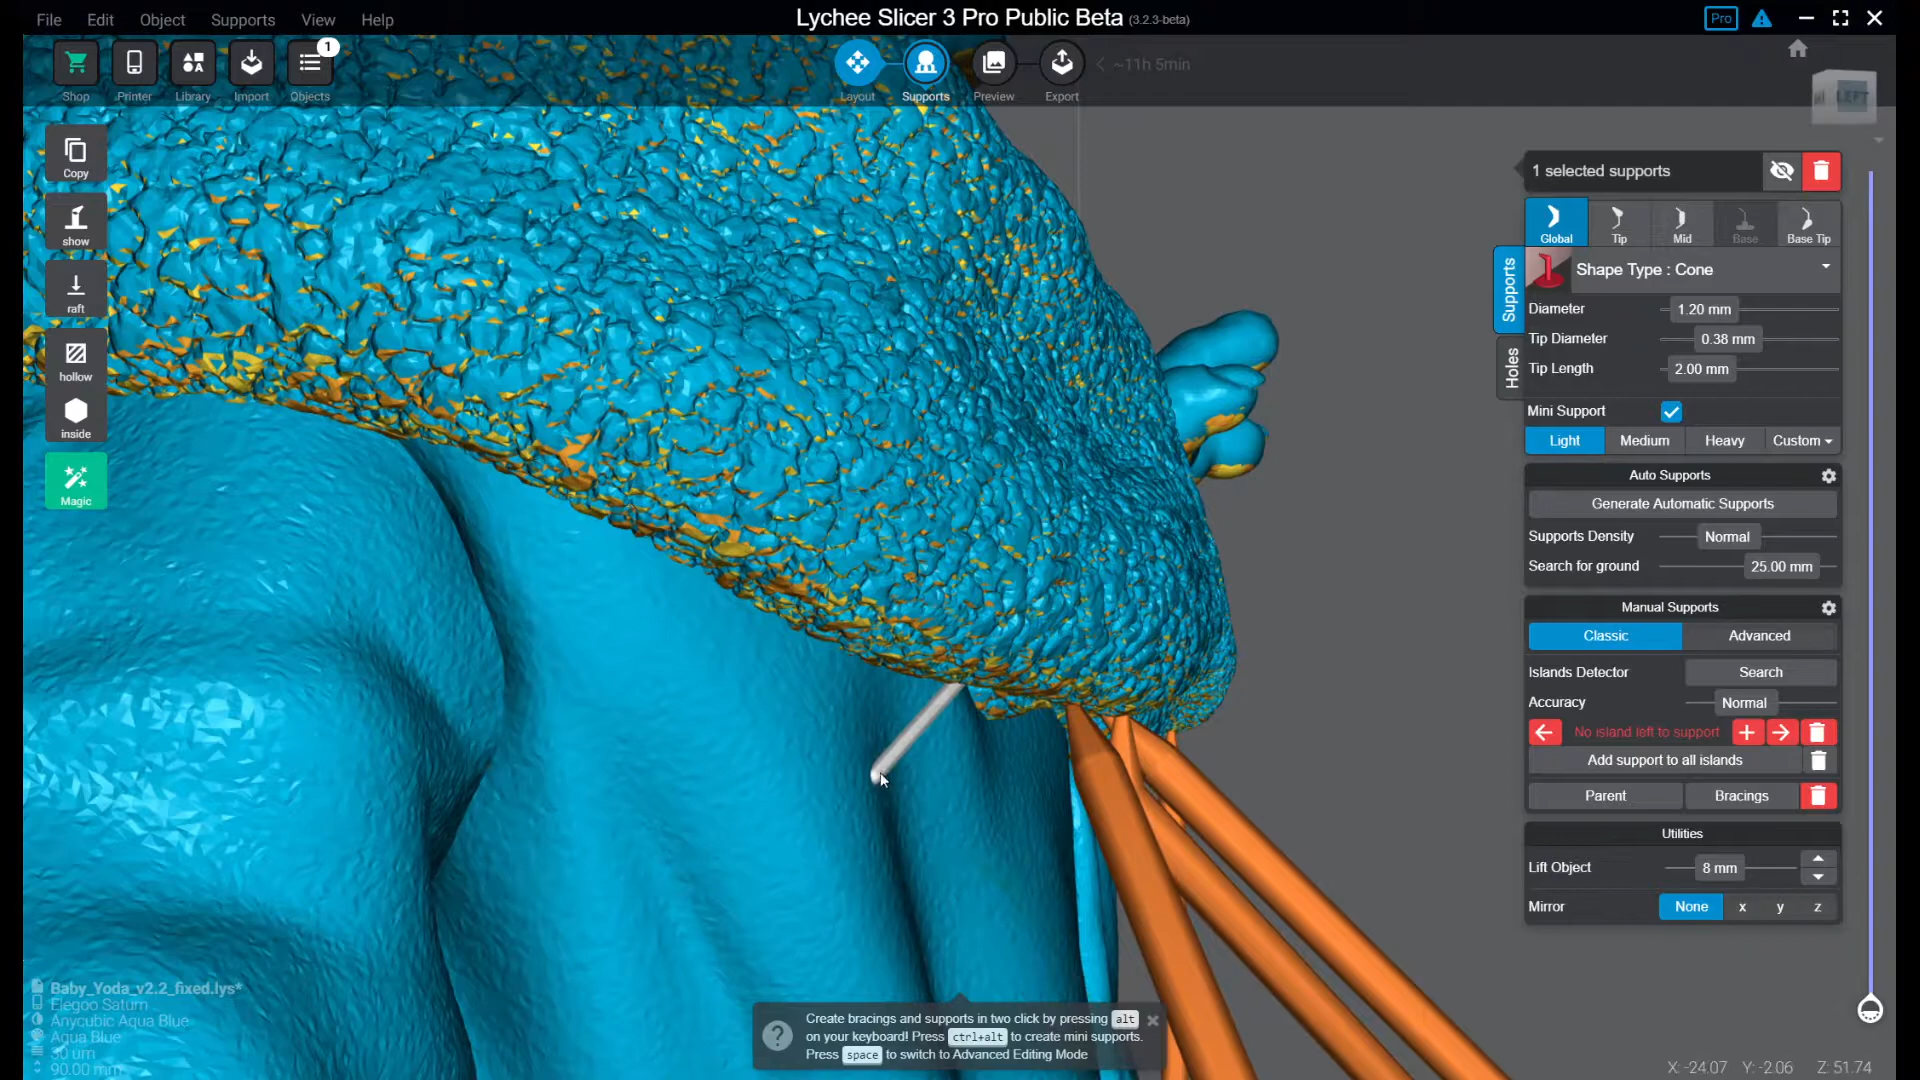 File Edit Object Supports View Help
Lychee Slicer 3 Pro Public Beta (3.2.3-beta)
Pro
1
Shop Printer Library Import Objects
Layout Supports Preview Export
~11h 5min
LEFT
Copy
show
raft
hollow
inside
Magic
1 selected supports
Global Tip Mid Base Base Tip
Supports
Holes
Shape Type : Cone
Diameter 1.20 mm
Tip Diameter 0.38 mm
Tip Length 2.00 mm
Mini Support
Light Medium Heavy Custom
Auto Supports
Generate Automatic Supports
Supports Density Normal
Search for ground 25.00 mm
Manual Supports
Classic Advanced
Islands Detector Search
Accuracy Normal
No island left to support
Add support to all islands
Parent Bracings
Utilities
Lift Object 8 mm
Mirror None x y z
Baby_Yoda_v2.2_fixed.lys*
Elegoo Saturn
Anycubic Aqua Blue
Aqua Blue
30 um
90.00 mm
Create bracings and supports in two click by pressing alt
on your keyboard! Press ctrl+alt to create mini supports.
Press space to switch to Advanced Editing Mode
X: -24.07 Y: -2.06 Z: 51.74